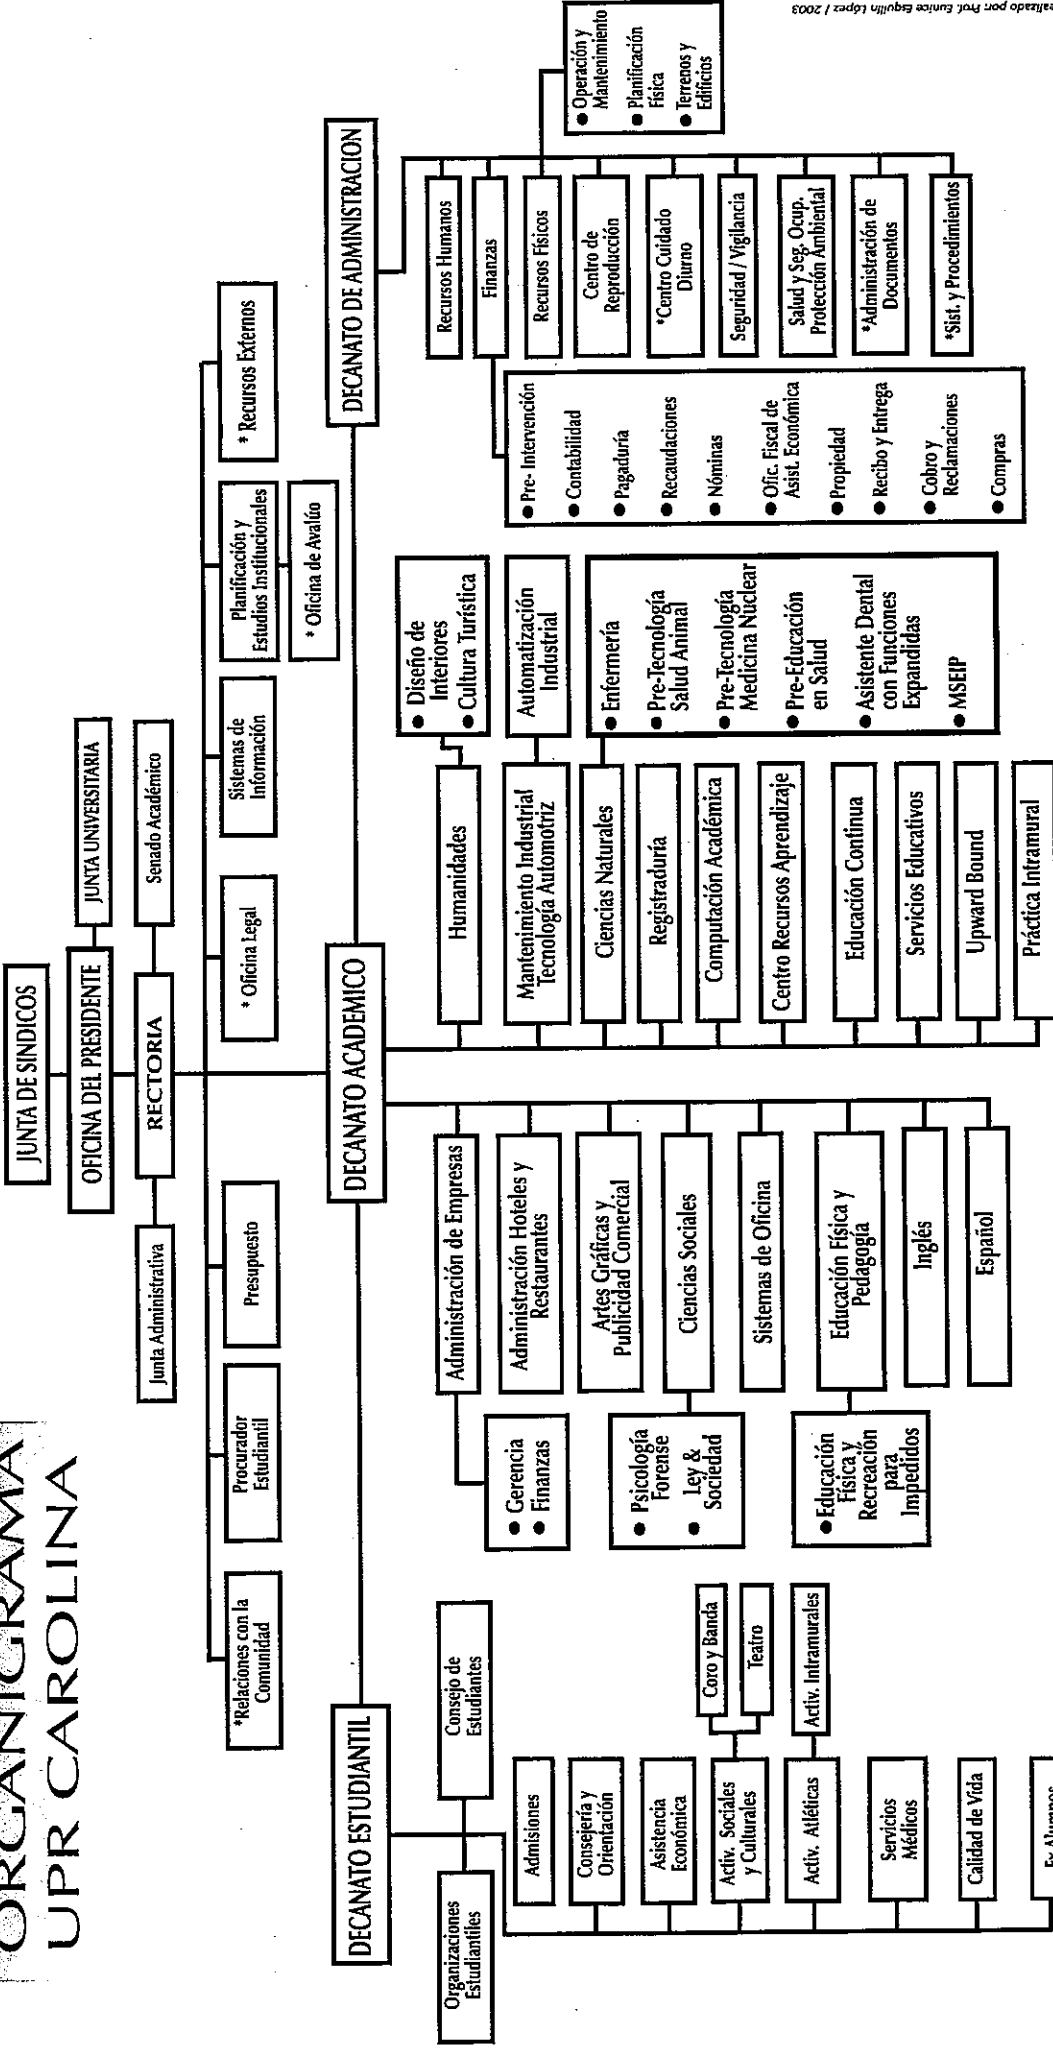 ORGANIGRAMA
UPR CAROLINA
JUNTA DE SINDICOS
OFICINA DEL PRESIDENTE
JUNTA UNIVERSITARIA
Junta Administrativa
RECTORIA
Senado Académico
*Relaciones con la
Comunidad
Procurador
Estudiantil
Presupuesto
* Oficina Legal
Sistemas de
Información
Planificación y
Estudios Institucionales
* Oficina de Avalúo
* Recursos Externos
DECANATO ESTUDIANTIL
DECANATO ACADEMICO
DECANATO DE ADMINISTRACION
Organizaciones
Estudiantiles
Consejo de
Estudiantes
Admisiones
Consejería y
Orientación
Asistencia
Económica
Activ. Sociales
y Culturales
Coro y Banda
Teatro
Activ. Atléticas
Activ. Intramurales
Servicios
Médicos
Calidad de Vida
Ex Alumnos
Administración de Empresas
● Gerencia
● Finanzas
Administración Hoteles y
Restaurantes
Artes Gráficas y
Publicidad Comercial
Ciencias Sociales
● Psicología
Forense
● Ley &
Sociedad
Sistemas de Oficina
Educación Física y
Pedagogía
● Educación
Física y
Recreación
para
Impedidos
Inglés
Español
Humanidades
● Diseño de
Interiores
● Cultura Turística
Mantenimiento Industrial
Tecnología Automotriz
Automatización
Industrial
Ciencias Naturales
● Enfermería
● Pre-Tecnología
Salud Animal
● Pre-Tecnología
Medicina Nuclear
● Pre-Educación
en Salud
● Asistente Dental
con Funciones
Expandidas
● MSEIP
Registraduría
Computación Académica
Centro Recursos Aprendizaje
Educación Continua
Servicios Educativos
Upward Bound
Práctica Intramural
Recursos Humanos
Finanzas
● Pre- Intervención
● Contabilidad
● Pagaduría
● Recaudaciones
● Nóminas
● Ofic. Fiscal de
Asist. Económica
● Propiedad
● Recibo y Entrega
● Cobro y
Reclamaciones
● Compras
Recursos Físicos
● Operación y
Mantenimiento
● Planificación
Física
● Terrenos y
Edificios
Centro de
Reproducción
*Centro Cuidado
Diurno
Seguridad / Vigilancia
Salud y Seg. Ocup.
Protección Ambiental
*Administración de
Documentos
*Sist. y Procedimientos
ealizado por: Prof. Eunice Esquilín López / 2003